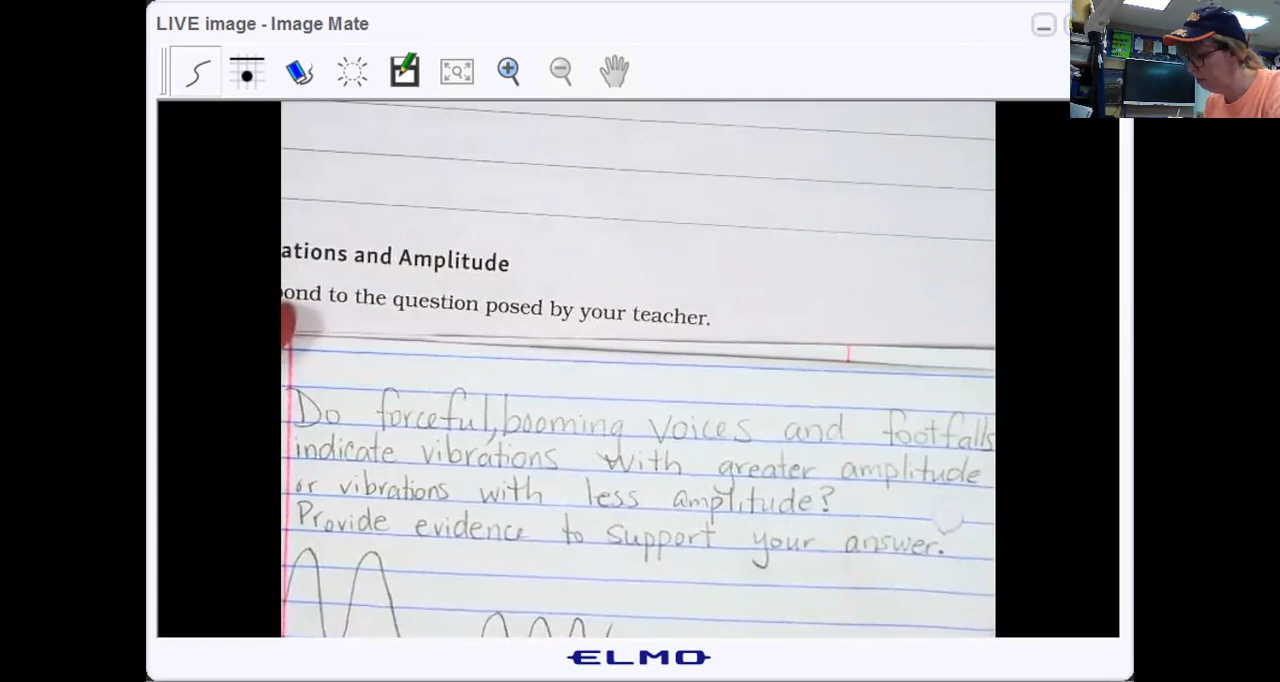 LIVE image - Image Mate
ations and Amplitude
ond to the question posed by your teacher.
Do forceful, booming voices and footfalls
indicate vibrations with greater amplitude
or vibrations with less amplitude?
Provide evidence to support your answer.
ELMO